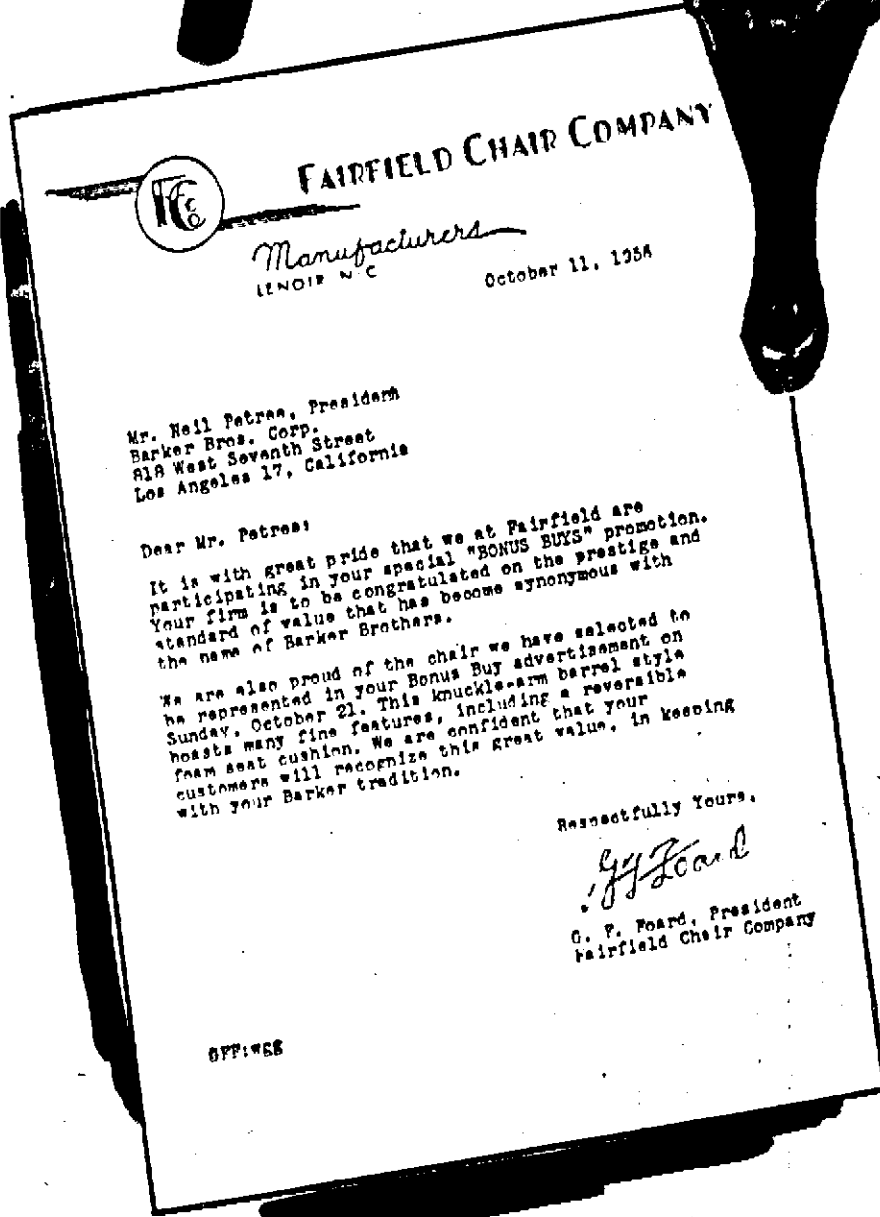 FAIRFIELD CHAIR COMPANY
FCCo
Manufacturers
LENOIR N C
October 11, 1956
Mr. Neil Petree, President
Barker Bros. Corp.
818 West Seventh Street
Los Angeles 17, California
Dear Mr. Petree:
It is with great pride that we at Fairfield are
participating in your special "BONUS BUYS" promotion.
Your firm is to be congratulated on the prestige and
standard of value that has become synonymous with
the name of Barker Brothers.
We are also proud of the chair we have selected to
be represented in your Bonus Buy advertisement on
Sunday, October 21. This knuckle-arm barrel style
boasts many fine features, including a reversible
foam seat cushion. We are confident that your
customers will recognize this great value, in keeping
with your Barker tradition.
Respectfully Yours,
G F Foard
G. F. Foard, President
Fairfield Chair Company